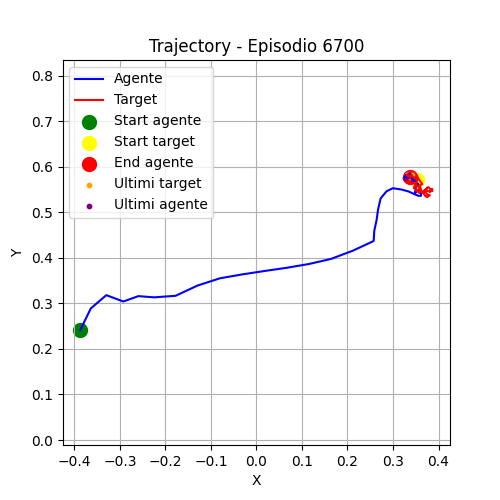 Trajectory - Episodio 6700
Agente
Target
Start agente
Start target
End agente
Ultimi target
Ultimi agente
Y
0.8
0.7
0.6
0.5
0.4
0.3
0.2
0.1
0.0
−0.4 −0.3 −0.2 −0.1 0.0 0.1 0.2 0.3 0.4
X